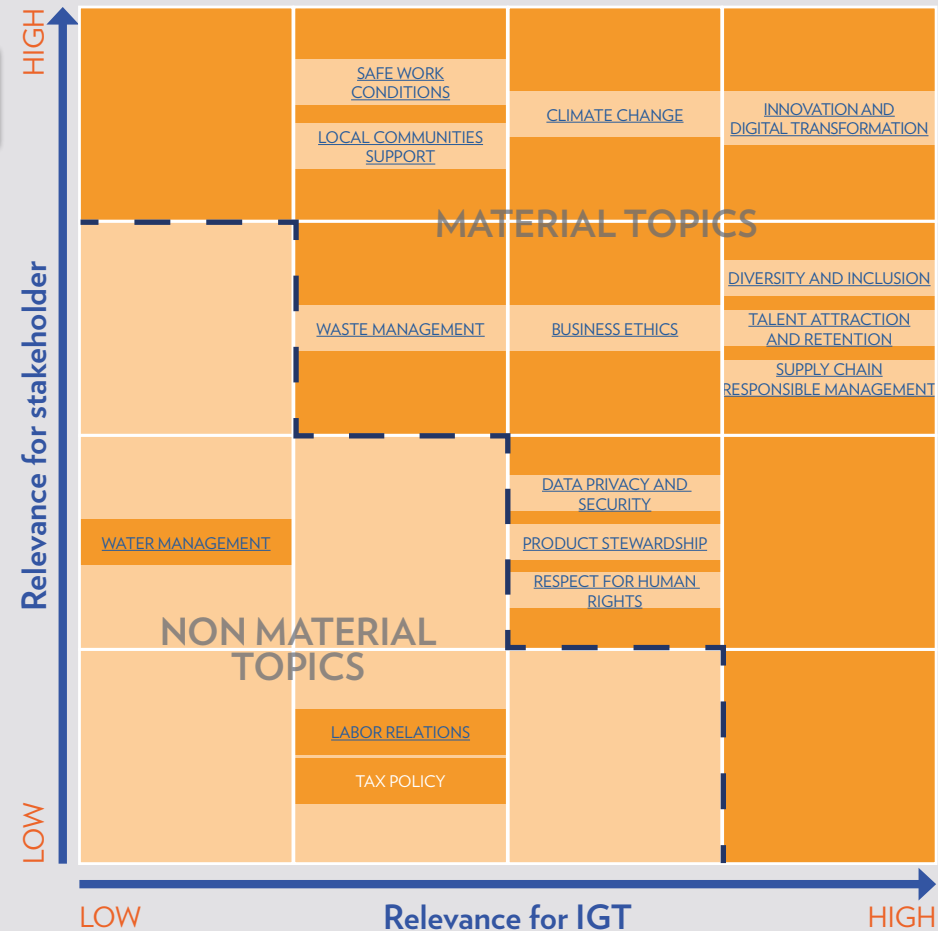 HIGH
SAFE WORK
CONDITIONS
LOCAL COMMUNITIES
SUPPORT
CLIMATE CHANGE
INNOVATION AND
DIGITAL TRANSFORMATION
MATERIAL TOPICS
WASTE MANAGEMENT
BUSINESS ETHICS
DIVERSITY AND INCLUSION
TALENT ATTRACTION
AND RETENTION
SUPPLY CHAIN
RESPONSIBLE MANAGEMENT
Relevance for stakeholder
WATER MANAGEMENT
DATA PRIVACY AND
SECURITY
PRODUCT STEWARDSHIP
RESPECT FOR HUMAN
RIGHTS
NON MATERIAL
TOPICS
LABOR RELATIONS
TAX POLICY
LOW
LOW
Relevance for IGT
HIGH